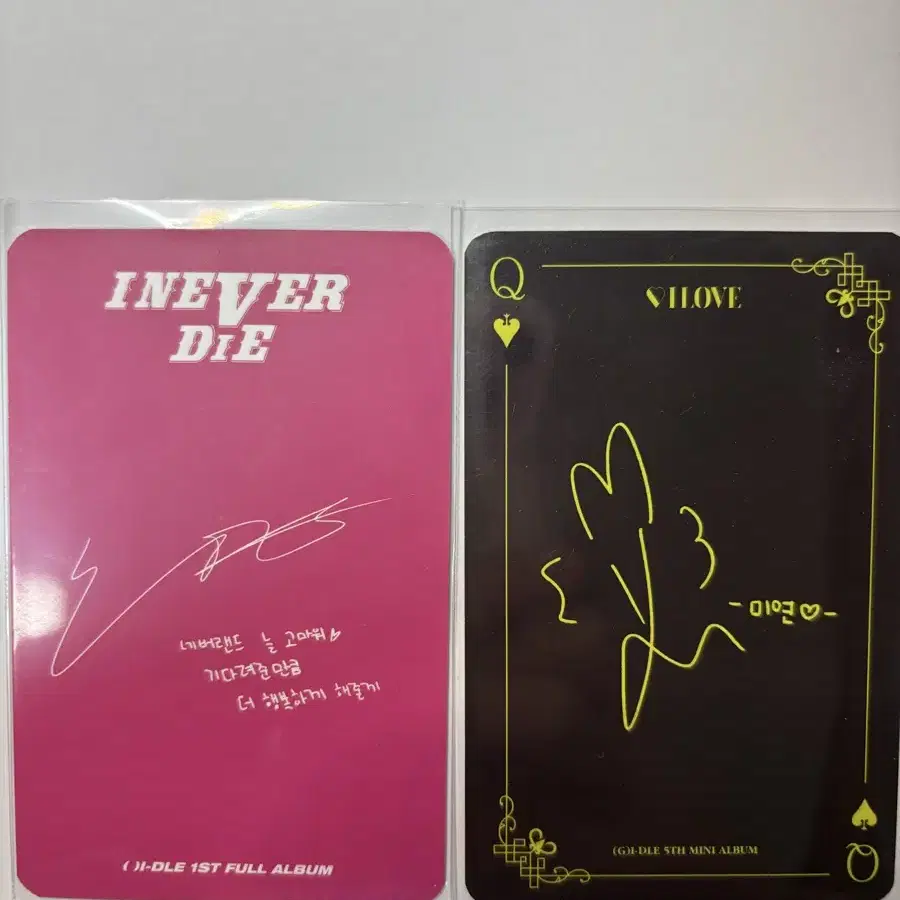 I NEVER
DIE
네버랜드 늘 고마워♡
기다려준만큼
더 행복하게 해줄게
( )I-DLE 1ST FULL ALBUM
Q
♡ I LOVE
-미연♡-
(G)I-DLE 5TH MINI ALBUM
Q